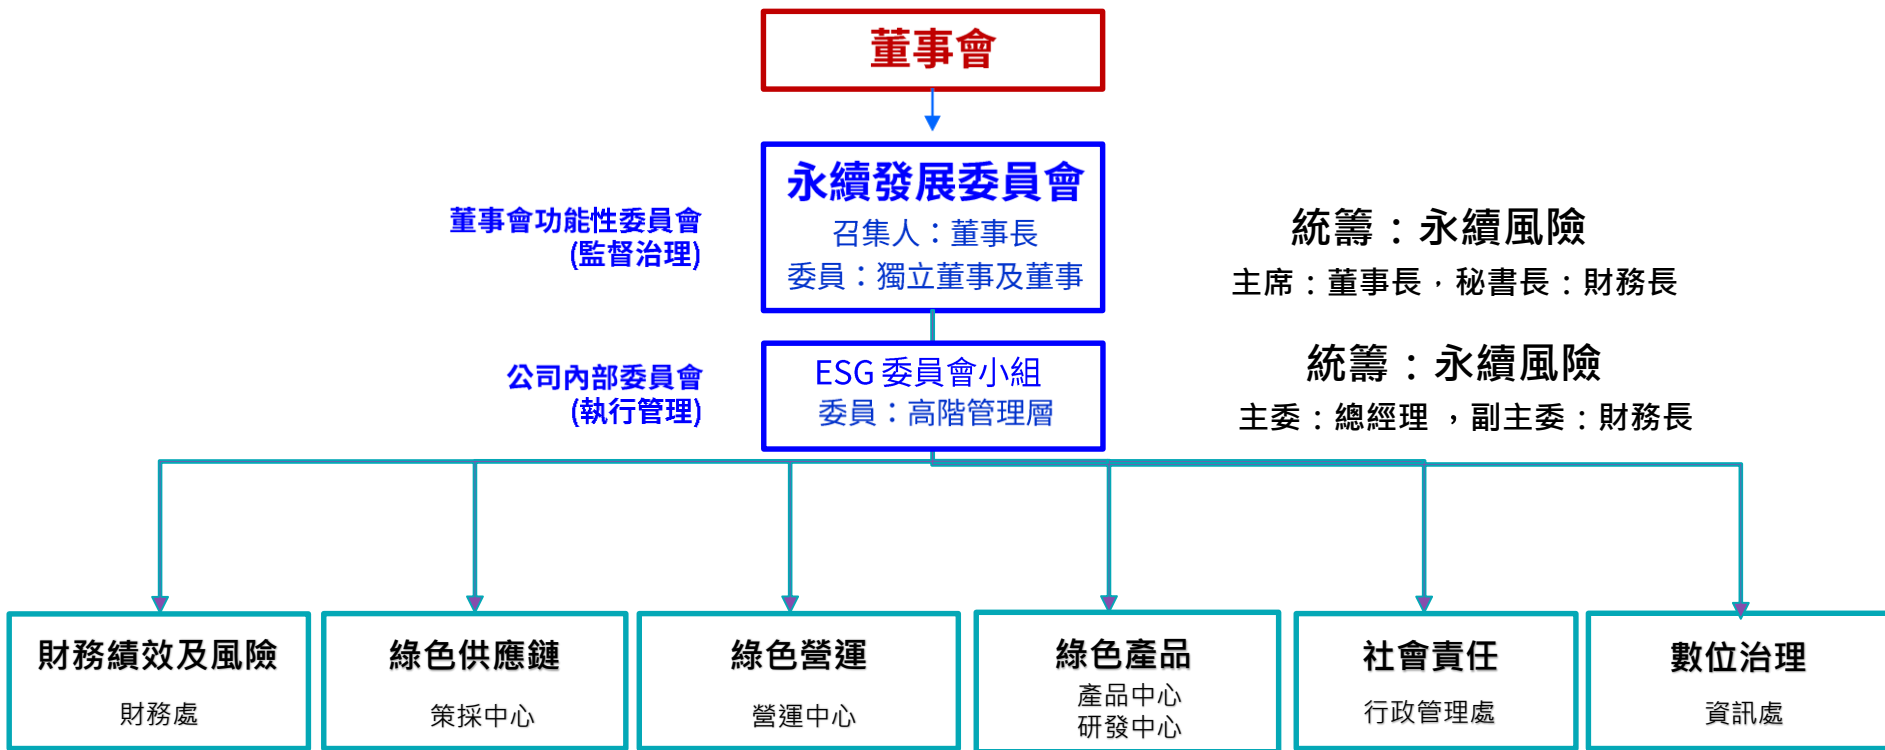 董事會
永續發展委員會
召集人：董事長
委員：獨立董事及董事
董事會功能性委員會
(監督治理)
統籌：永續風險
主席：董事長，秘書長：財務長
ESG 委員會小組
委員：高階管理層
公司內部委員會
(執行管理)
統籌：永續風險
主委：總經理 ，副主委：財務長
財務績效及風險
財務處
綠色供應鏈
策採中心
綠色營運
營運中心
綠色產品
產品中心
研發中心
社會責任
行政管理處
數位治理
資訊處